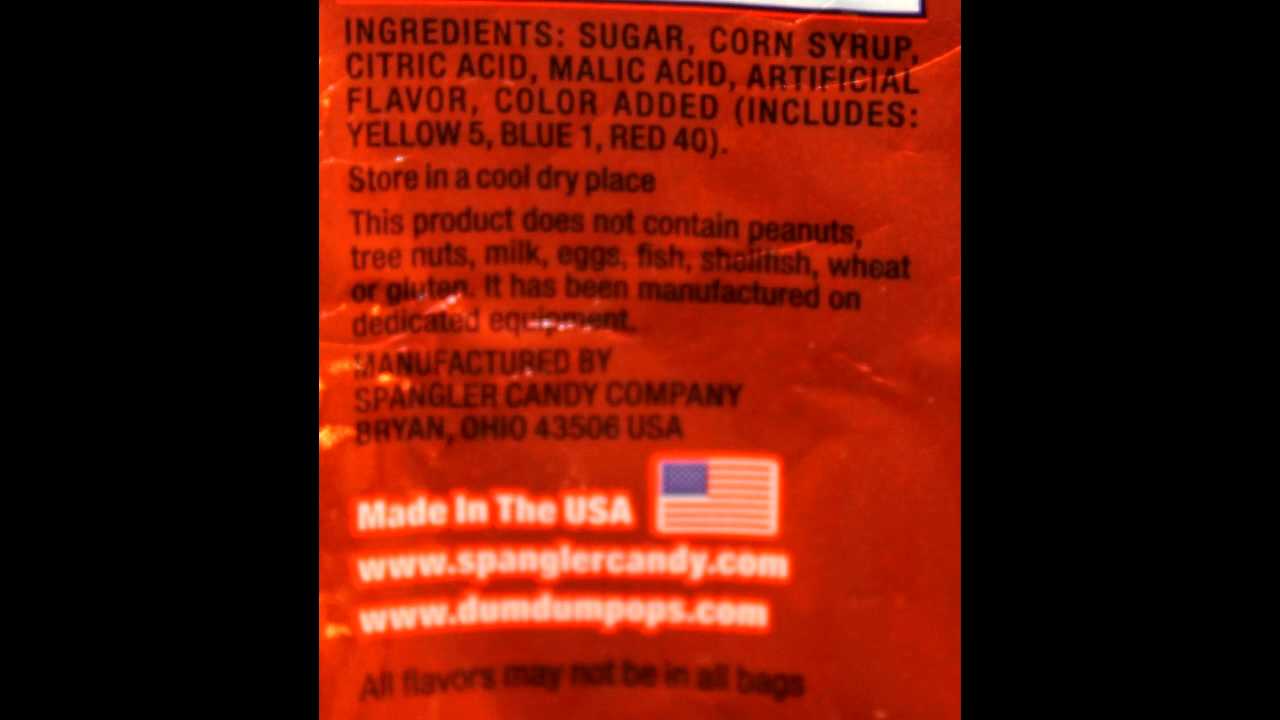 INGREDIENTS: SUGAR, CORN SYRUP,
CITRIC ACID, MALIC ACID, ARTIFICIAL
FLAVOR, COLOR ADDED (INCLUDES:
YELLOW 5, BLUE 1, RED 40).
Store in a cool dry place
This product does not contain peanuts,
tree nuts, milk, eggs, fish, shellfish, wheat
or gluten. It has been manufactured on
dedicated equipment.
MANUFACTURED BY
SPANGLER CANDY COMPANY
BRYAN, OHIO 43506 USA
Made In The USA
www.spanglercandy.com
www.dumdumpops.com
All flavors may not be in all bags